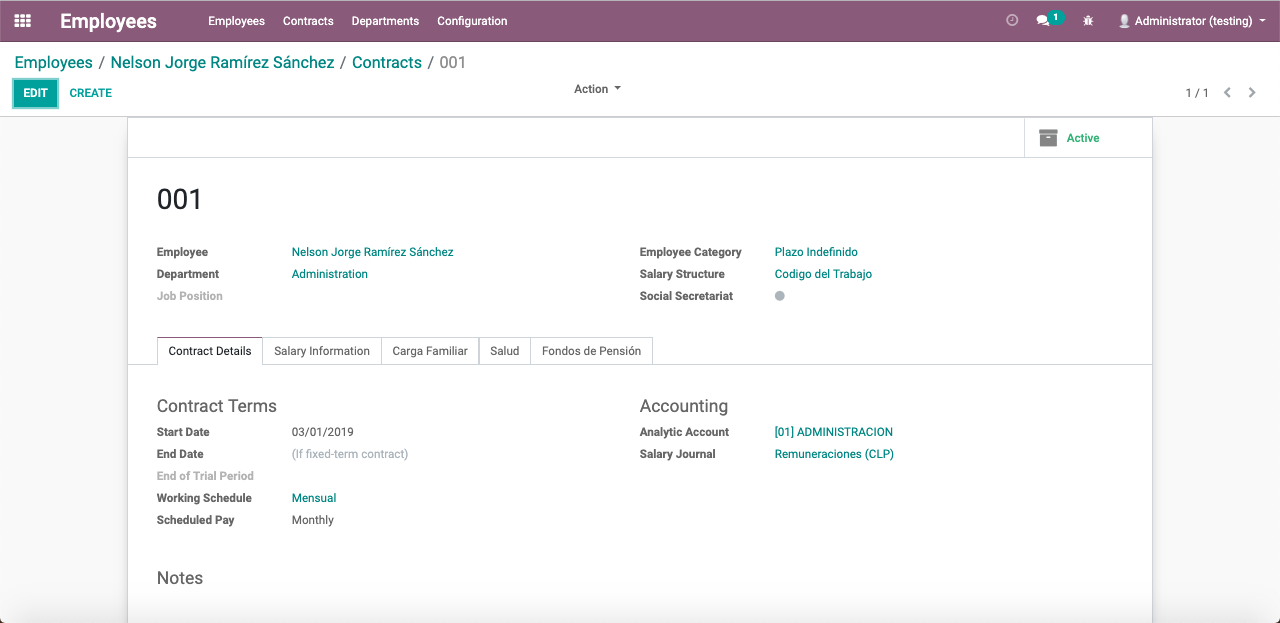 Employees Employees Contracts Departments Configuration 1 Administrator (testing)
Employees / Nelson Jorge Ramírez Sánchez / Contracts / 001
EDIT CREATE Action 1 / 1
Active
001
Employee Nelson Jorge Ramírez Sánchez Employee Category Plazo Indefinido
Department Administration Salary Structure Codigo del Trabajo
Job Position Social Secretariat
Contract Details Salary Information Carga Familiar Salud Fondos de Pensión
Contract Terms Accounting
Start Date 03/01/2019 Analytic Account [01] ADMINISTRACION
End Date (If fixed-term contract) Salary Journal Remuneraciones (CLP)
End of Trial Period
Working Schedule Mensual
Scheduled Pay Monthly
Notes